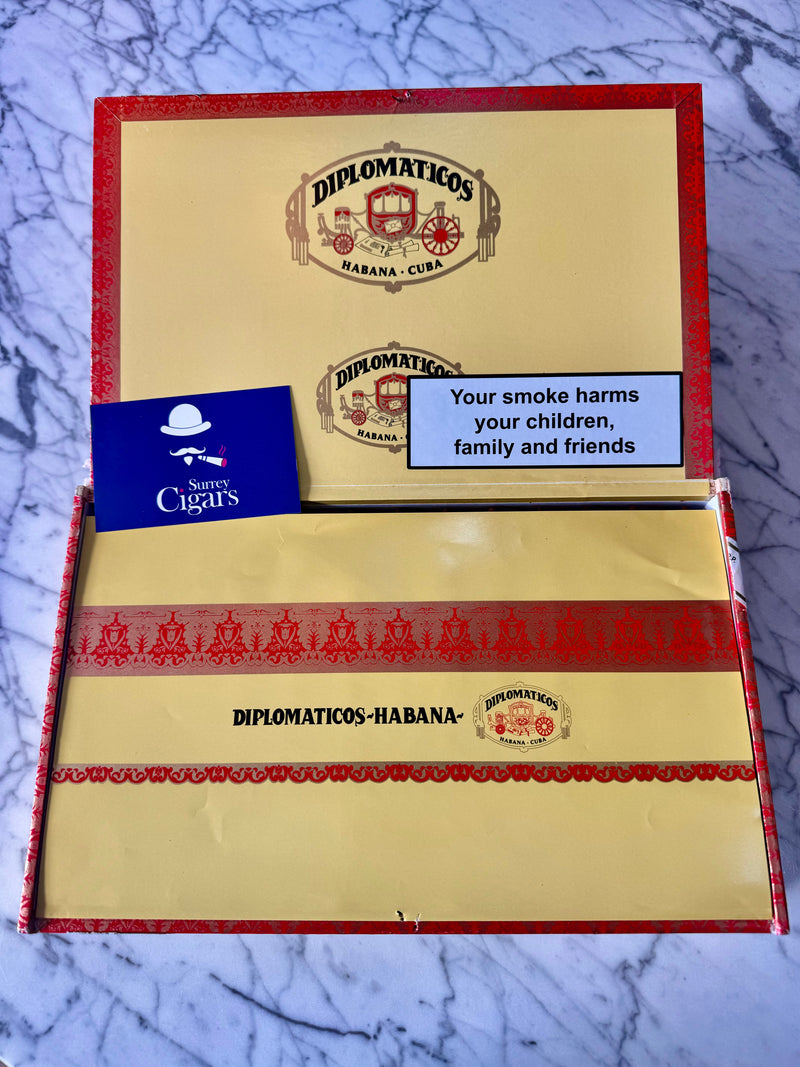 DIPLOMATICOS
HABANA · CUBA
DIPLOMATICOS
HABANA ·
Your smoke harms
your children,
family and friends
Surrey
Cigars
DIPLOMATICOS~HABANA~
DIPLOMATICOS
HABANA · CUBA